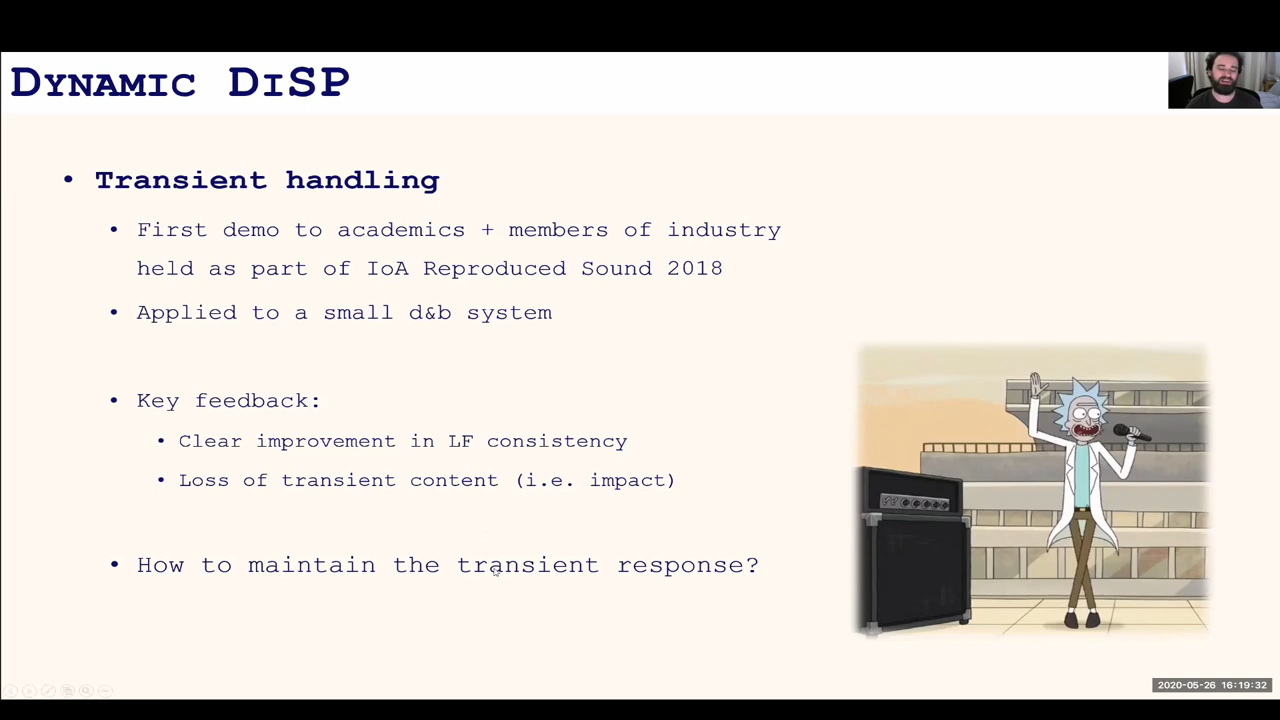 Dynamic DiSP
• Transient handling
• First demo to academics + members of industry
held as part of IoA Reproduced Sound 2018
• Applied to a small d&b system
• Key feedback:
• Clear improvement in LF consistency
• Loss of transient content (i.e. impact)
• How to maintain the transient response?
2020-05-26 16:19:32